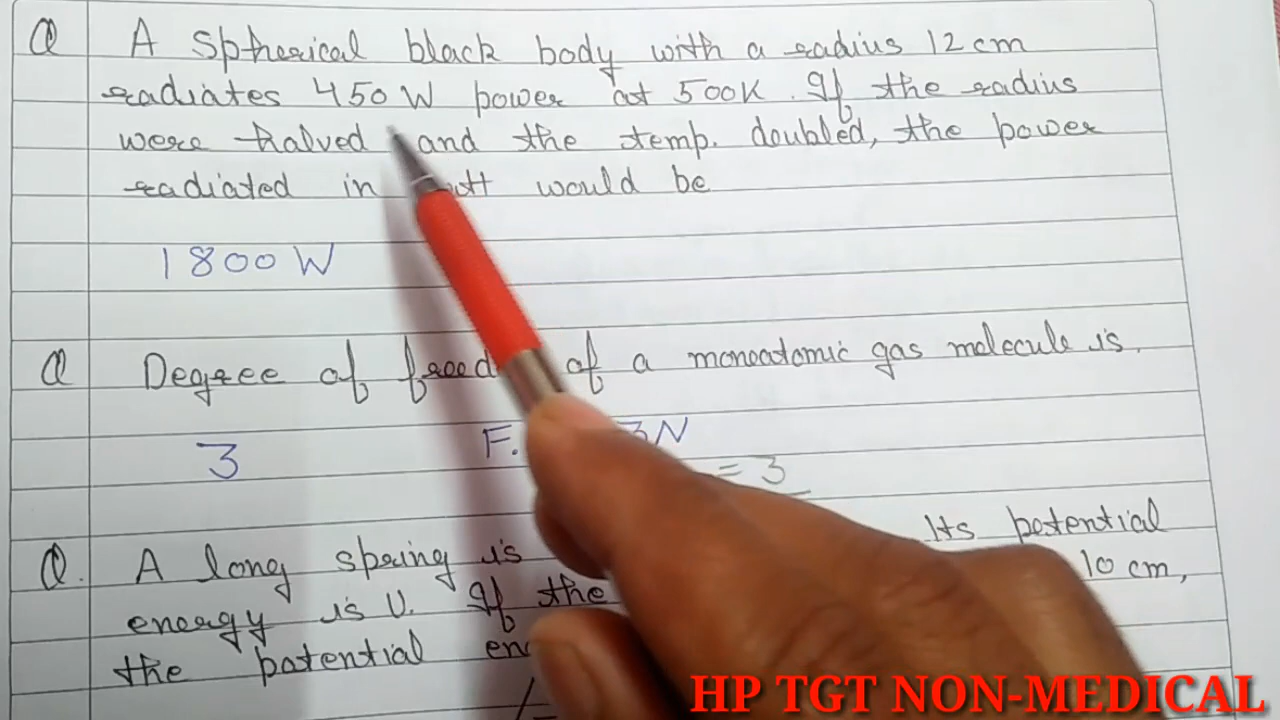 Q A Spherical black body with a radius 12 cm
radiates 450 W power at 500K. If the radius
were halved and the temp. doubled, the power
radiated in would be
1800 W
Q Degree of of a monoatomic gas molecule is.
3 F. 3N
= 3
Q. A long spring is Its potential
energy is U. If the 10 cm,
the potential
HP TGT NON-MEDICAL